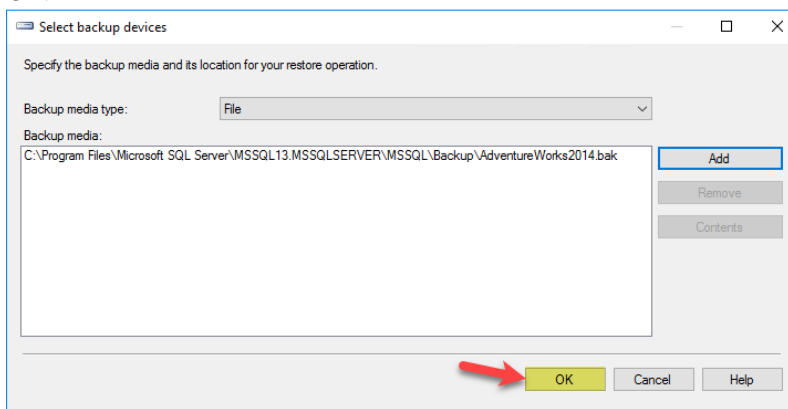 Select backup devices
Specify the backup media and its location for your restore operation.
Backup media type: File
Backup media:
C:\Program Files\Microsoft SQL Server\MSSQL13.MSSQLSERVER\MSSQL\Backup\AdventureWorks2014.bak
Add
Remove
Contents
OK Cancel Help